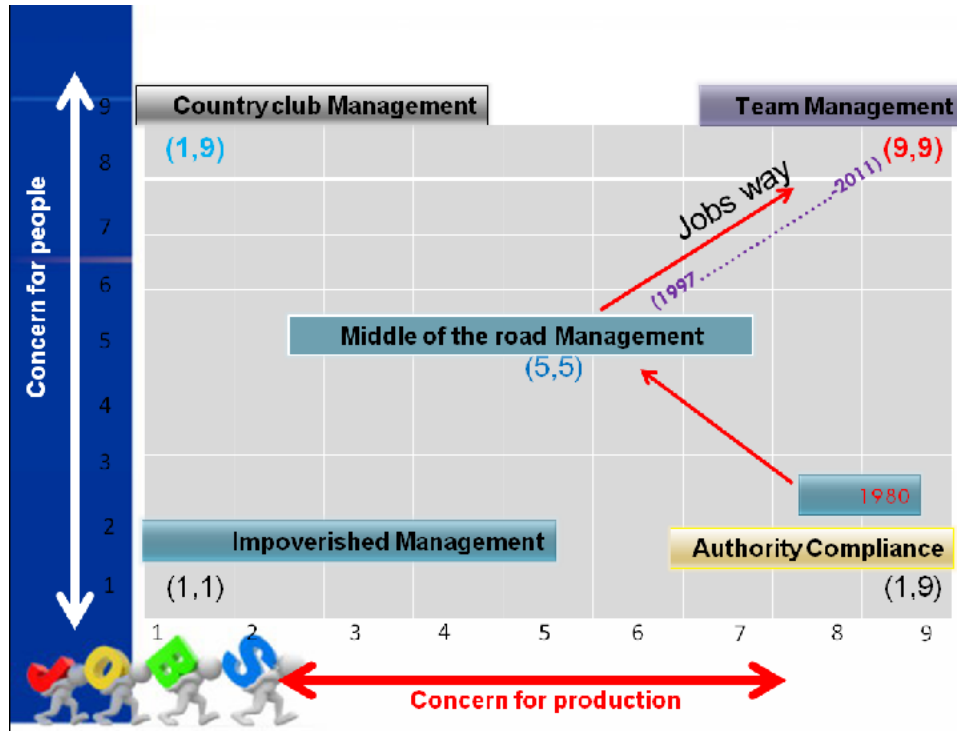 Country club Management
Team Management
(1,9)
(9,9)
Jobs way
(1997............-2011)
Middle of the road Management
(5,5)
1980
Impoverished Management
Authority Compliance
(1,1)
(1,9)
Concern for people
9
8
7
6
5
4
3
2
1
1 2 3 4 5 6 7 8 9
JOBS
Concern for production